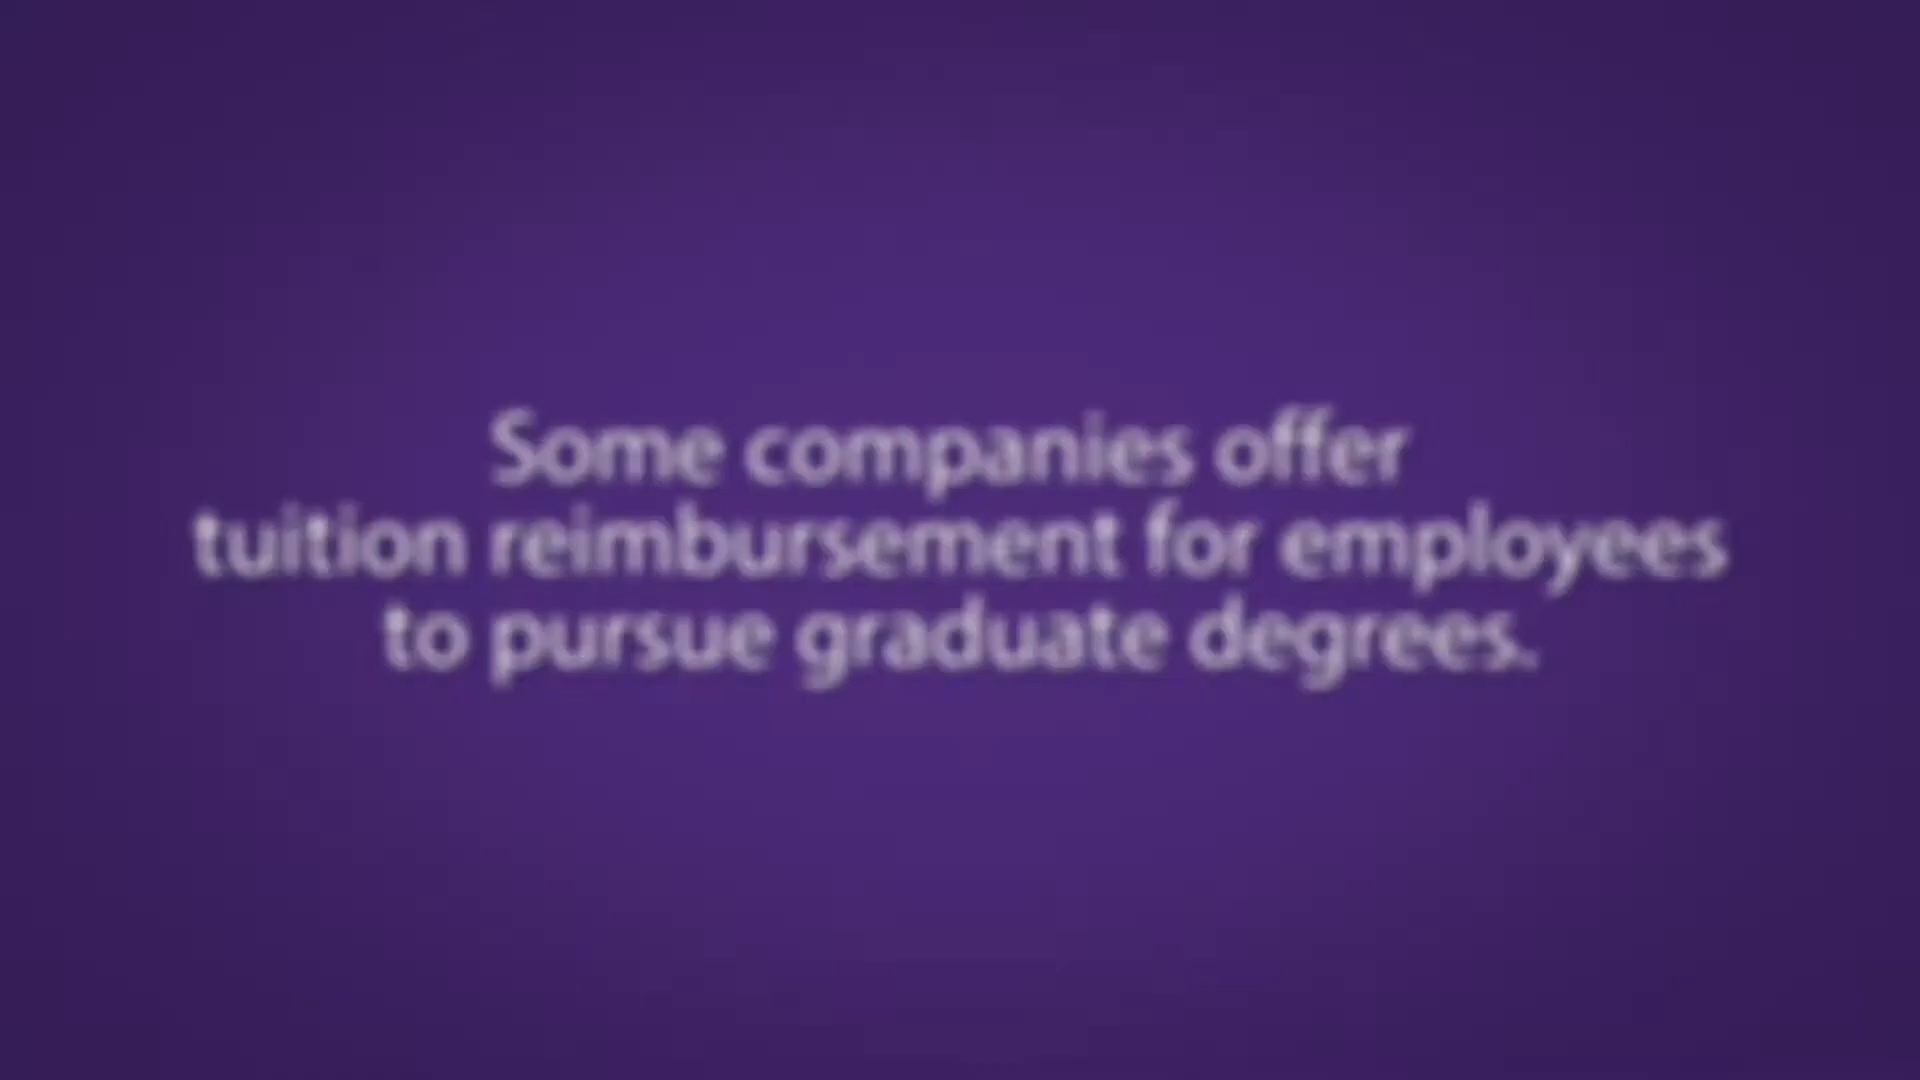 Some companies offer
tuition reimbursement for employees
to pursue graduate degrees.